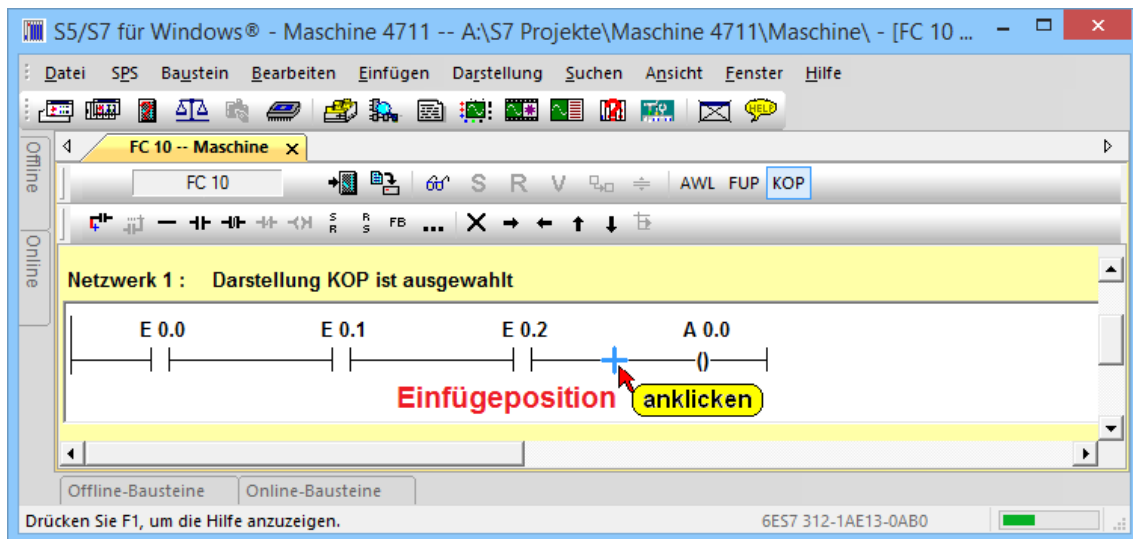 S5/S7 für Windows® - Maschine 4711 -- A:\S7 Projekte\Maschine 4711\Maschine\ - [FC 10 ...
Datei SPS Baustein Bearbeiten Einfügen Darstellung Suchen Ansicht Fenster Hilfe
HELP
Offline
FC 10 -- Maschine x
FC 10 S R V AWL FUP KOP
S R R S FB ...
Online
Netzwerk 1 : Darstellung KOP ist ausgewahlt
E 0.0 E 0.1 E 0.2 A 0.0
Einfügeposition anklicken
Offline-Bausteine Online-Bausteine
Drücken Sie F1, um die Hilfe anzuzeigen. 6ES7 312-1AE13-0AB0